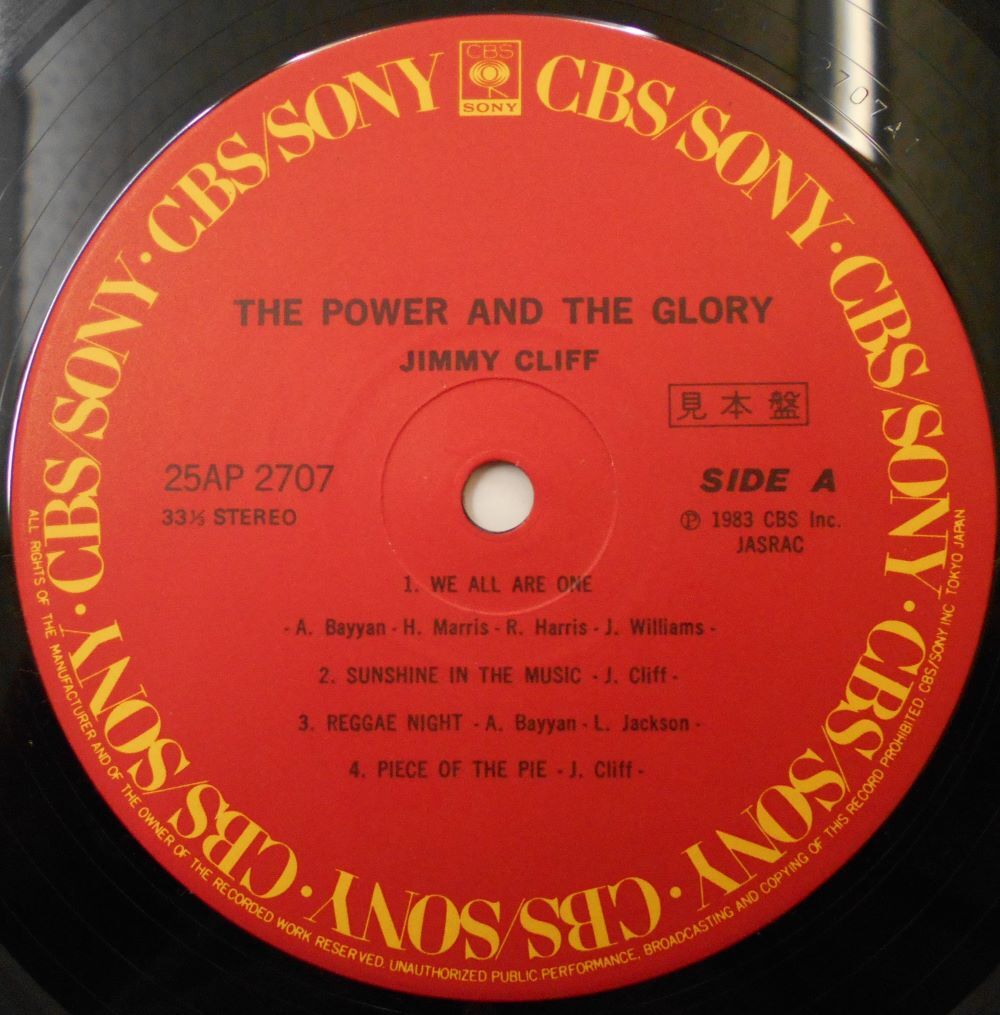 CBS
SONY
CBS/SONY · CBS/SONY · CBS/SONY · CBS/SONY · CBS/SONY · CBS/SONY · CBS/SONY · CBS/SONY
THE POWER AND THE GLORY
JIMMY CLIFF
見本盤
25AP 2707
SIDE A
33⅓ STEREO
Ⓟ 1983 CBS Inc.
JASRAC
1. WE ALL ARE ONE
- A. Bayyan - H. Marris - R. Harris - J. Williams -
2. SUNSHINE IN THE MUSIC - J. Cliff -
3. REGGAE NIGHT - A. Bayyan - L. Jackson -
4. PIECE OF THE PIE - J. Cliff -
ALL RIGHTS OF THE MANUFACTURER AND OF THE OWNER OF THE RECORDED WORK RESERVED. UNAUTHORIZED PUBLIC PERFORMANCE, BROADCASTING AND COPYING OF THIS RECORD PROHIBITED. CBS/SONY INC. TOKYO JAPAN